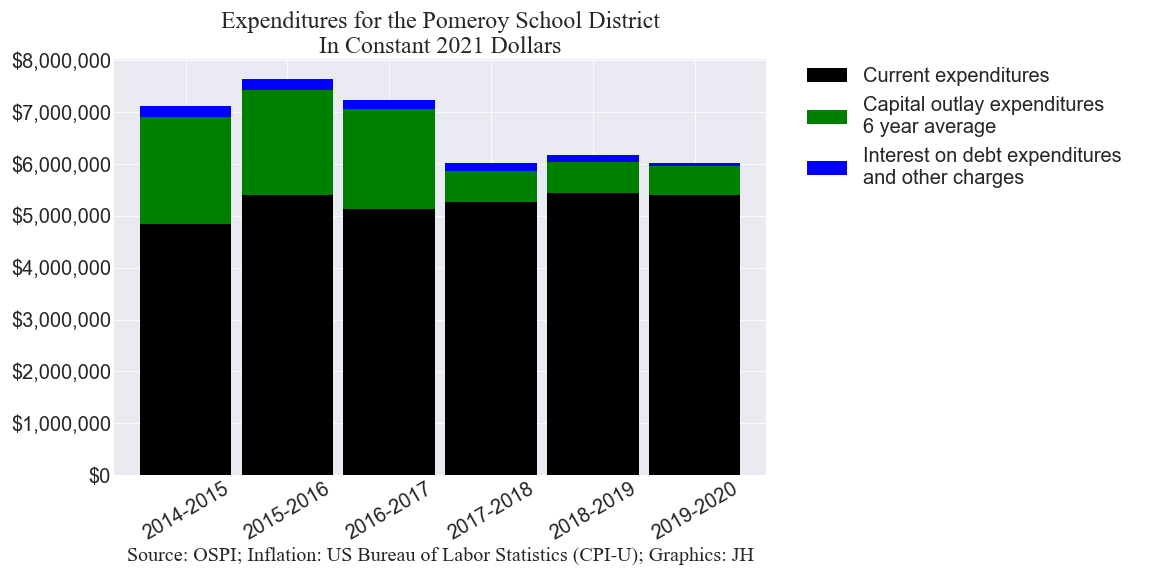 Expenditures for the Pomeroy School District
In Constant 2021 Dollars
$8,000,000
$7,000,000
$6,000,000
$5,000,000
$4,000,000
$3,000,000
$2,000,000
$1,000,000
$0
2014-2015
2015-2016
2016-2017
2017-2018
2018-2019
2019-2020
Source: OSPI; Inflation: US Bureau of Labor Statistics (CPI-U); Graphics: JH
Current expenditures
Capital outlay expenditures
6 year average
Interest on debt expenditures
and other charges